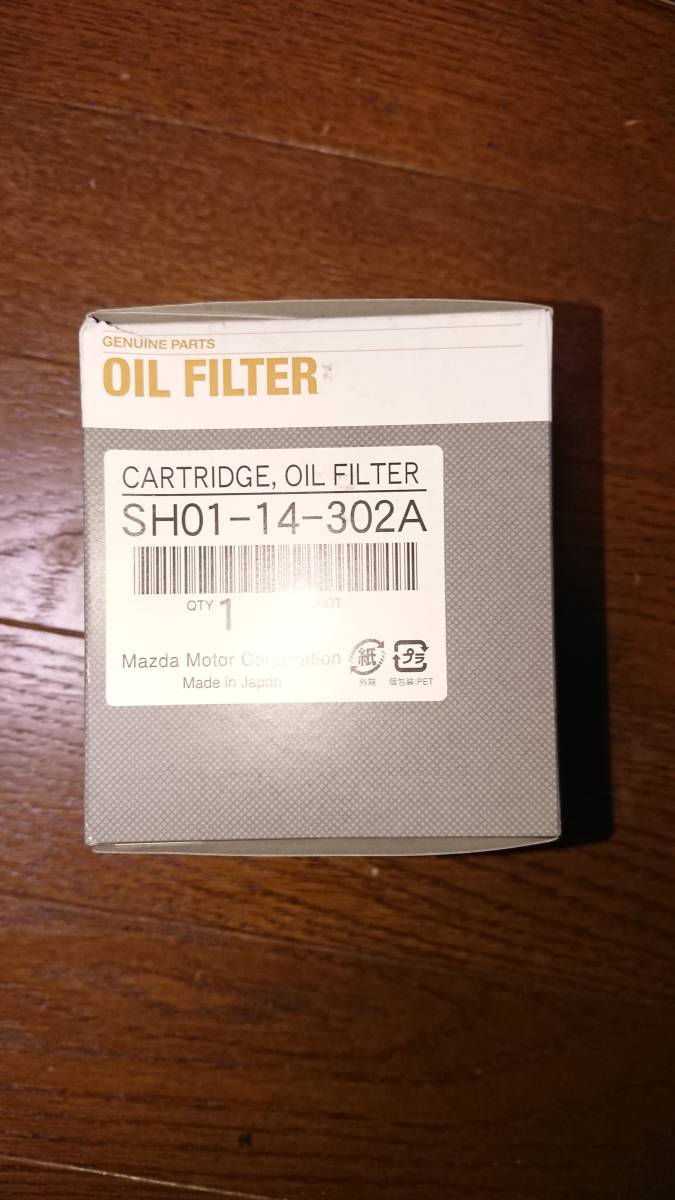 GENUINE PARTS
OIL FILTER
CARTRIDGE, OIL FILTER
SH01-14-302A
QTY 1 LOT
Mazda Motor Corporation 紙 プラ
Made in Japan 外箱 個包装:PET